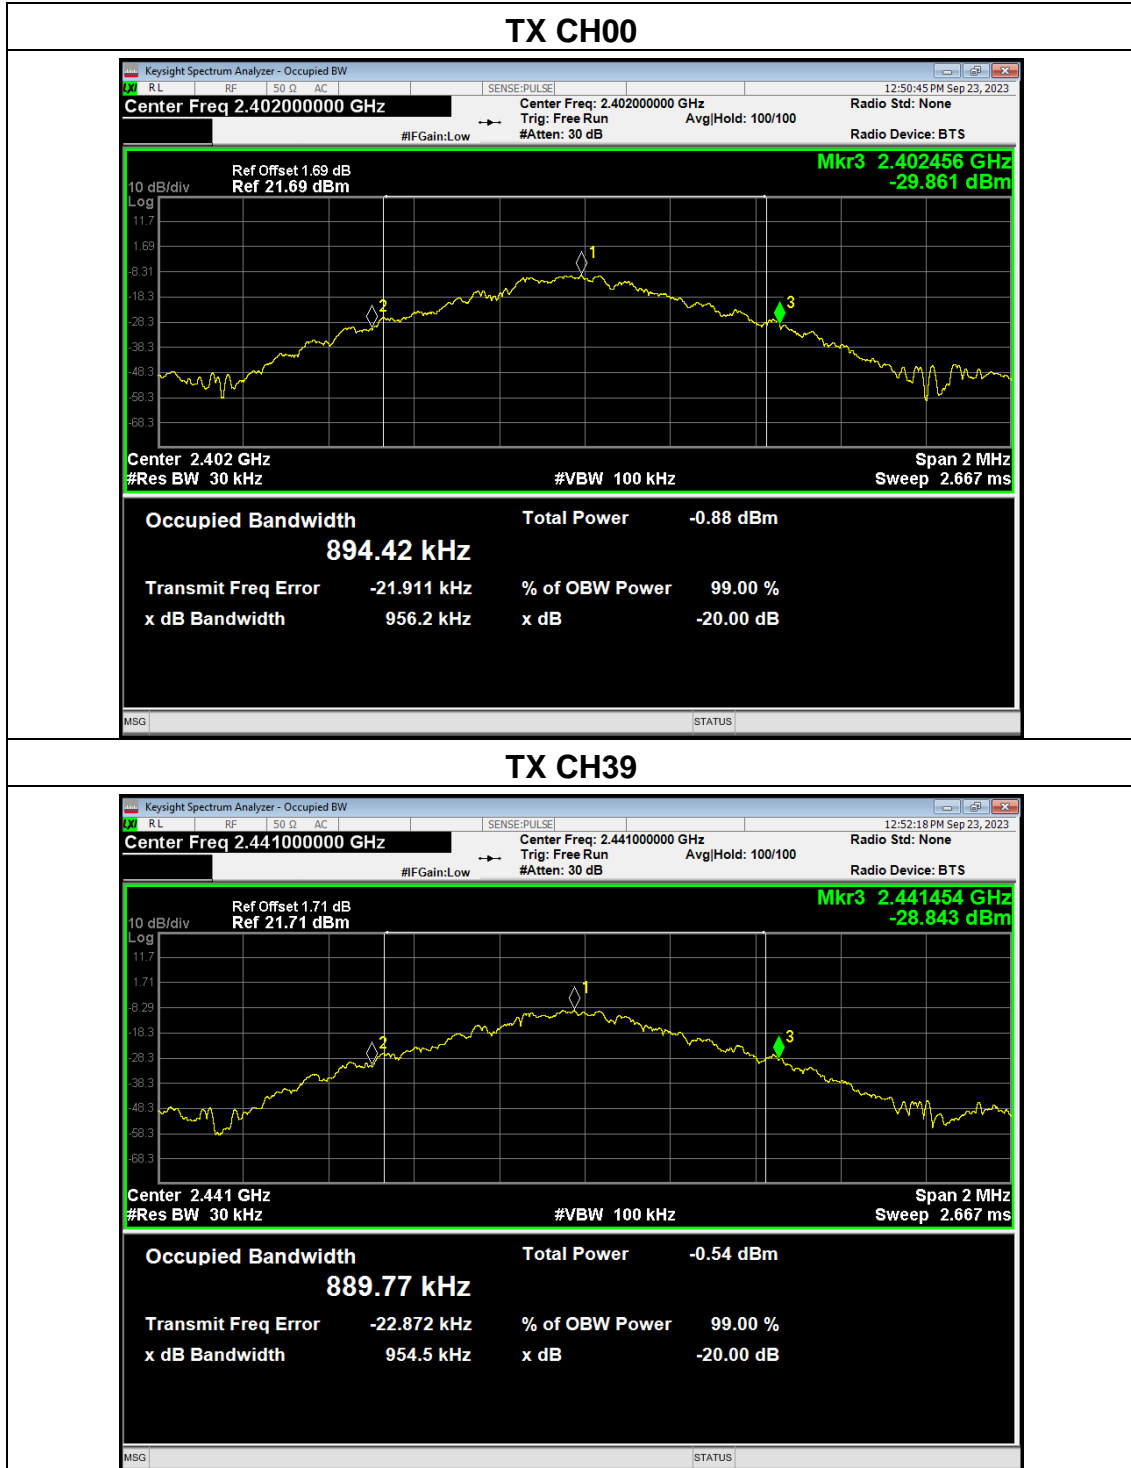 TX CH00
Keysight Spectrum Analyzer - Occupied BW
LXI RL RF 50 Ω AC SENSE:PULSE 12:50:45 PM Sep 23, 2023
Center Freq 2.402000000 GHz Center Freq: 2.402000000 GHz Radio Std: None
Trig: Free Run Avg|Hold: 100/100
#IFGain:Low #Atten: 30 dB Radio Device: BTS
Mkr3 2.402456 GHz
-29.861 dBm
Ref Offset 1.69 dB
10 dB/div Ref 21.69 dBm
Log
11.7
1.69
-8.31
-18.3
-28.3
-38.3
-48.3
-58.3
-68.3
1
2
3
Center 2.402 GHz Span 2 MHz
#Res BW 30 kHz #VBW 100 kHz Sweep 2.667 ms
Occupied Bandwidth Total Power -0.88 dBm
894.42 kHz
Transmit Freq Error -21.911 kHz % of OBW Power 99.00 %
x dB Bandwidth 956.2 kHz x dB -20.00 dB
MSG STATUS
TX CH39
Keysight Spectrum Analyzer - Occupied BW
LXI RL RF 50 Ω AC SENSE:PULSE 12:52:18 PM Sep 23, 2023
Center Freq 2.441000000 GHz Center Freq: 2.441000000 GHz Radio Std: None
Trig: Free Run Avg|Hold: 100/100
#IFGain:Low #Atten: 30 dB Radio Device: BTS
Mkr3 2.441454 GHz
-28.843 dBm
Ref Offset 1.71 dB
10 dB/div Ref 21.71 dBm
Log
11.7
1.71
-8.29
-18.3
-28.3
-38.3
-48.3
-58.3
-68.3
1
2
3
Center 2.441 GHz Span 2 MHz
#Res BW 30 kHz #VBW 100 kHz Sweep 2.667 ms
Occupied Bandwidth Total Power -0.54 dBm
889.77 kHz
Transmit Freq Error -22.872 kHz % of OBW Power 99.00 %
x dB Bandwidth 954.5 kHz x dB -20.00 dB
MSG STATUS